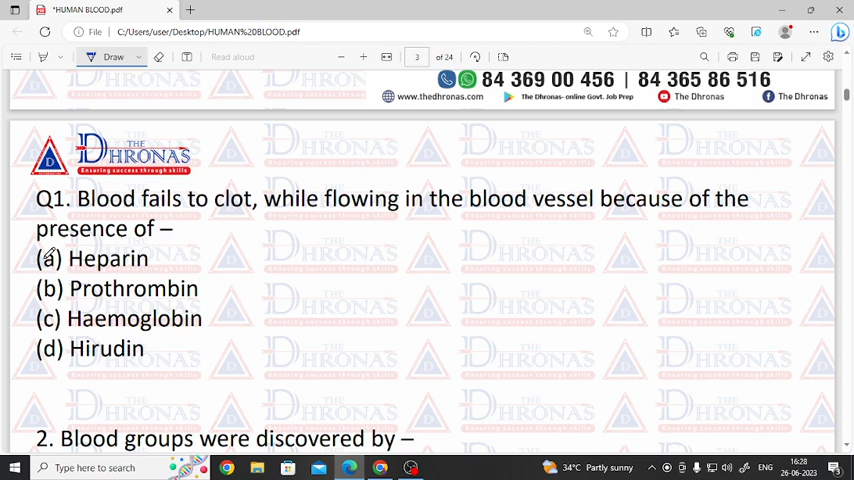 *HUMAN BLOOD.pdf
File
C:/Users/user/Desktop/HUMAN%20BLOOD.pdf
Draw
Read aloud
3 of 24
84 369 00 456 | 84 365 86 516
www.thedhronas.com
The Dhronas- online Govt. Job Prep
The Dhronas
The Dhronas
THE
DHRONAS
Ensuring success through skills
Q1. Blood fails to clot, while flowing in the blood vessel because of the
presence of –
(a) Heparin
(b) Prothrombin
(c) Haemoglobin
(d) Hirudin
2. Blood groups were discovered by –
Type here to search
34°C Partly sunny
ENG
16:28
26-06-2023